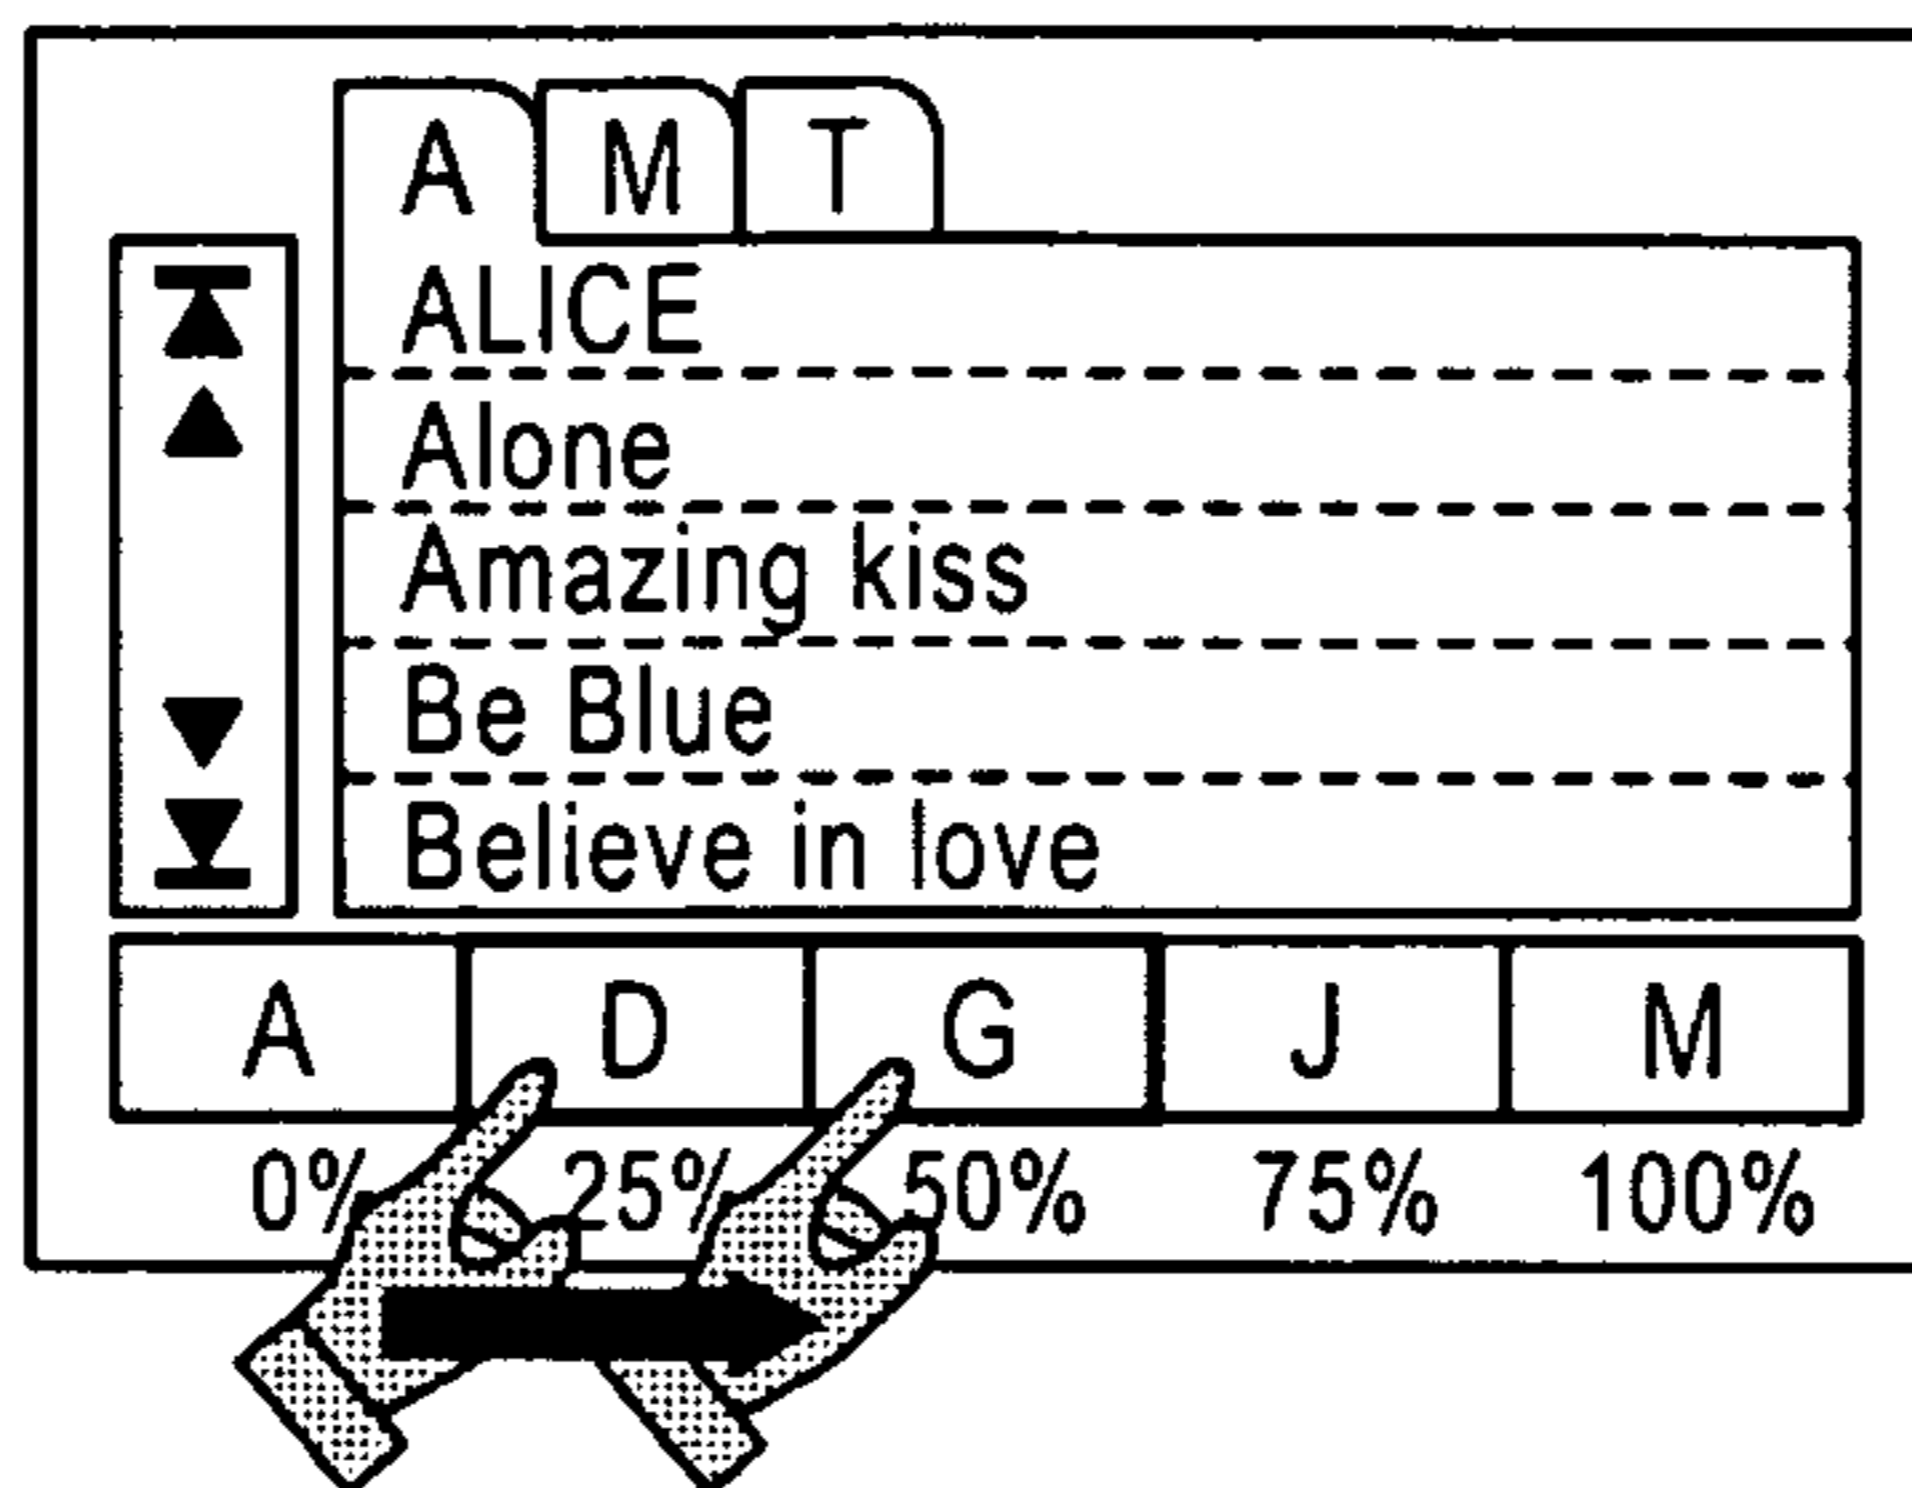 A M T
ALICE
Alone
Amazing kiss
Be Blue
Believe in love
A D G J M
0% 25% 50% 75% 100%